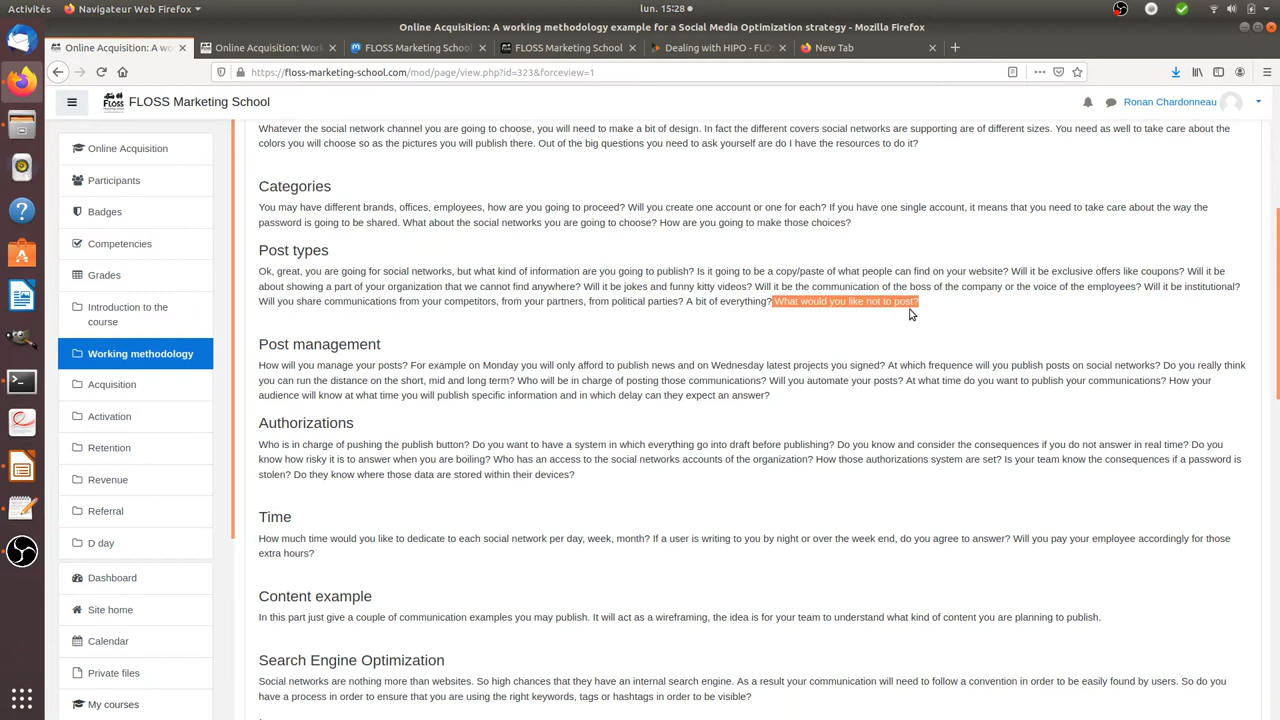 Activités
Navigateur Web Firefox
lun. 15:28
Online Acquisition: A working methodology example for a Social Media Optimization strategy - Mozilla Firefox
Online Acquisition: A wo
Online Acquisition: Work
FLOSS Marketing School
FLOSS Marketing School
Dealing with HIPO - FLOS
New Tab
https://floss-marketing-school.com/mod/page/view.php?id=323&forceview=1
FLOSS Marketing School
Ronan Chardonneau
Online Acquisition
Participants
Badges
Competencies
Grades
Introduction to the
course
Working methodology
Acquisition
Activation
Retention
Revenue
Referral
D day
Dashboard
Site home
Calendar
Private files
My courses
Whatever the social network channel you are going to choose, you will need to make a bit of design. In fact the different covers social networks are supporting are of different sizes. You need as well to take care about the
colors you will choose so as the pictures you will publish there. Out of the big questions you need to ask yourself are do I have the resources to do it?
Categories
You may have different brands, offices, employees, how are you going to proceed? Will you create one account or one for each? If you have one single account, it means that you need to take care about the way the
password is going to be shared. What about the social networks you are going to choose? How are you going to make those choices?
Post types
Ok, great, you are going for social networks, but what kind of information are you going to publish? Is it going to be a copy/paste of what people can find on your website? Will it be exclusive offers like coupons? Will it be
about showing a part of your organization that we cannot find anywhere? Will it be jokes and funny kitty videos? Will it be the communication of the boss of the company or the voice of the employees? Will it be institutional?
Will you share communications from your competitors, from your partners, from political parties? A bit of everything? What would you like not to post?
Post management
How will you manage your posts? For example on Monday you will only afford to publish news and on Wednesday latest projects you signed? At which frequence will you publish posts on social networks? Do you really think
you can run the distance on the short, mid and long term? Who will be in charge of posting those communications? Will you automate your posts? At what time do you want to publish your communications? How your
audience will know at what time you will publish specific information and in which delay can they expect an answer?
Authorizations
Who is in charge of pushing the publish button? Do you want to have a system in which everything go into draft before publishing? Do you know and consider the consequences if you do not answer in real time? Do you
know how risky it is to answer when you are boiling? Who has an access to the social networks accounts of the organization? How those authorizations system are set? Is your team know the consequences if a password is
stolen? Do they know where those data are stored within their devices?
Time
How much time would you like to dedicate to each social network per day, week, month? If a user is writing to you by night or over the week end, do you agree to answer? Will you pay your employee accordingly for those
extra hours?
Content example
In this part just give a couple of communication examples you may publish. It will act as a wireframing, the idea is for your team to understand what kind of content you are planning to publish.
Search Engine Optimization
Social networks are nothing more than websites. So high chances that they have an internal search engine. As a result your communication will need to follow a convention in order to be easily found by users. So do you
have a process in order to ensure that you are using the right keywords, tags or hashtags in order to be visible?